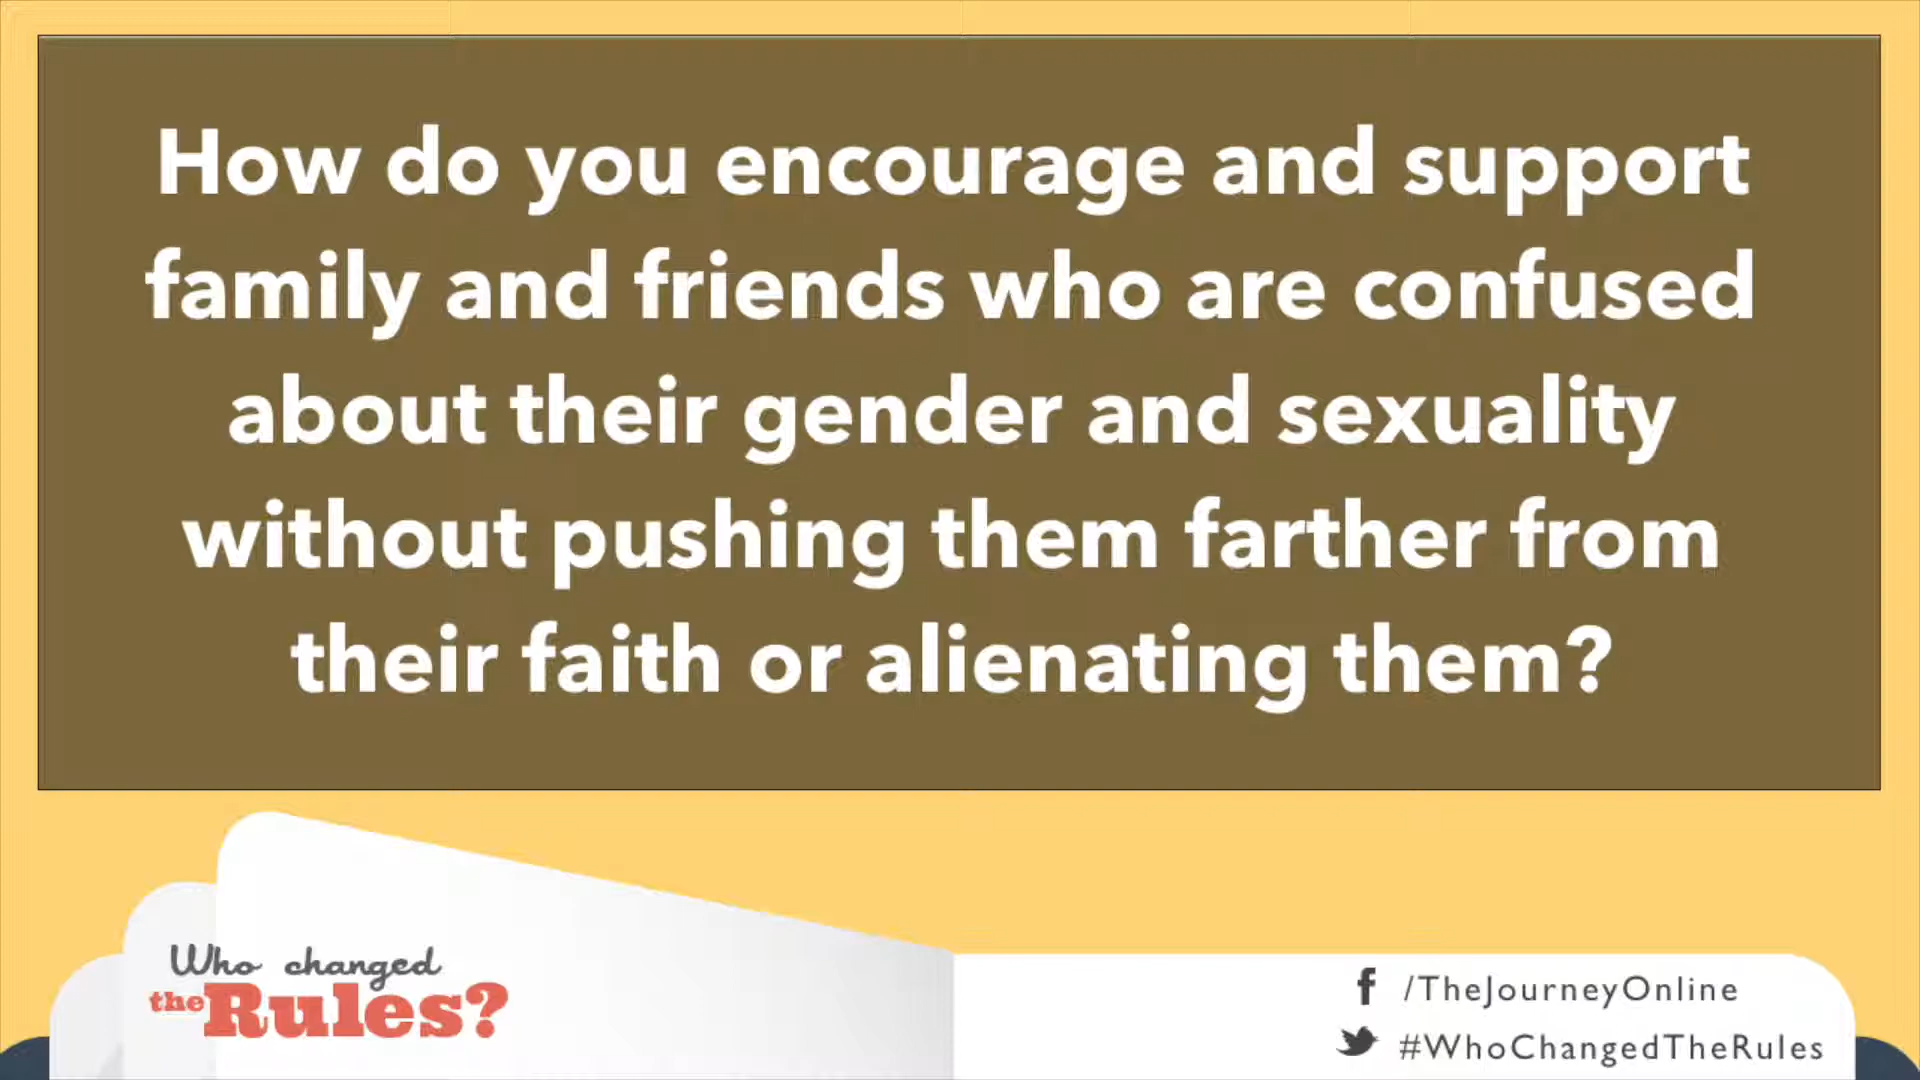 How do you encourage and support
family and friends who are confused
about their gender and sexuality
without pushing them farther from
their faith or alienating them?
Who changed
the Rules?
f /TheJourneyOnline
#WhoChangedTheRules